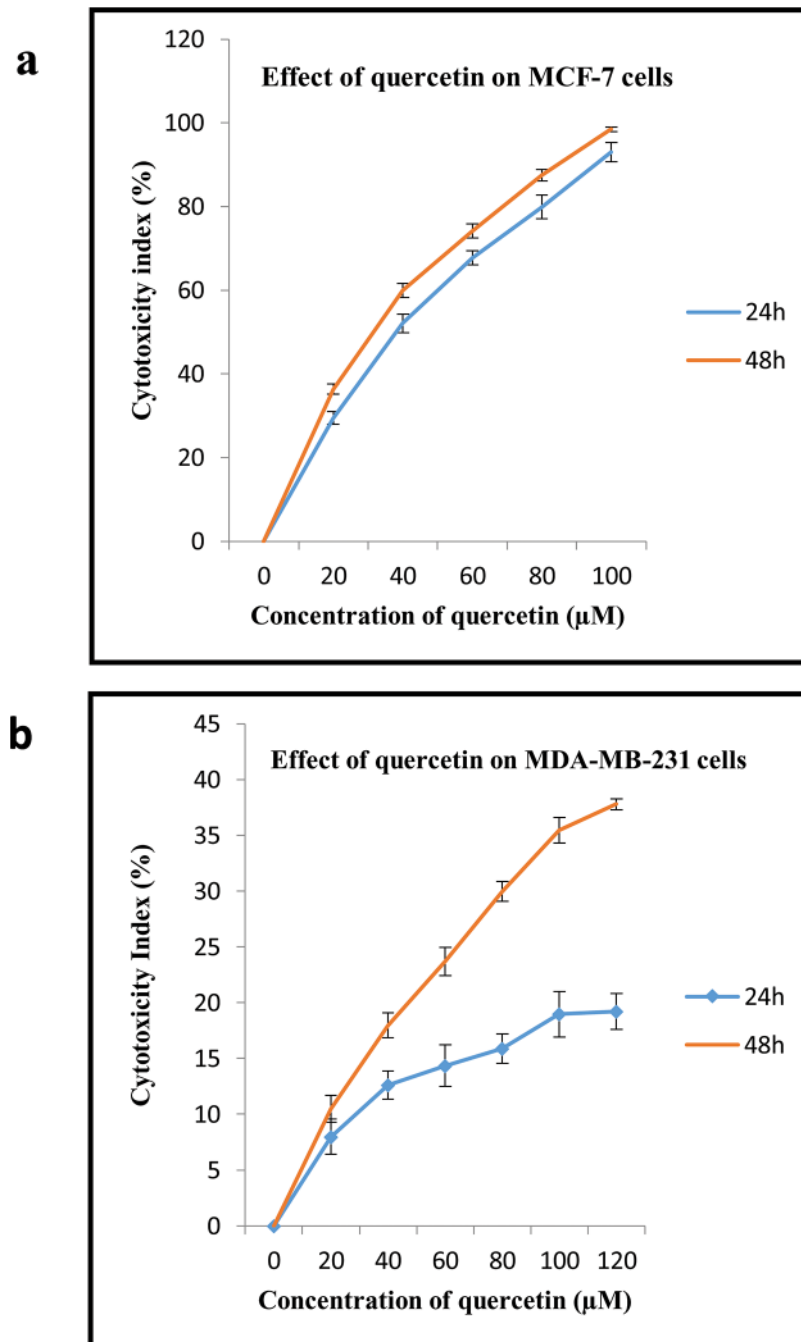 a
Effect of quercetin on MCF-7 cells
120
100
80
60
40
20
0
Cytotoxicity index (%)
0 20 40 60 80 100
Concentration of quercetin (µM)
24h
48h
b
Effect of quercetin on MDA-MB-231 cells
45
40
35
30
25
20
15
10
5
0
Cytotoxicity Index (%)
0 20 40 60 80 100 120
Concentration of quercetin (µM)
24h
48h